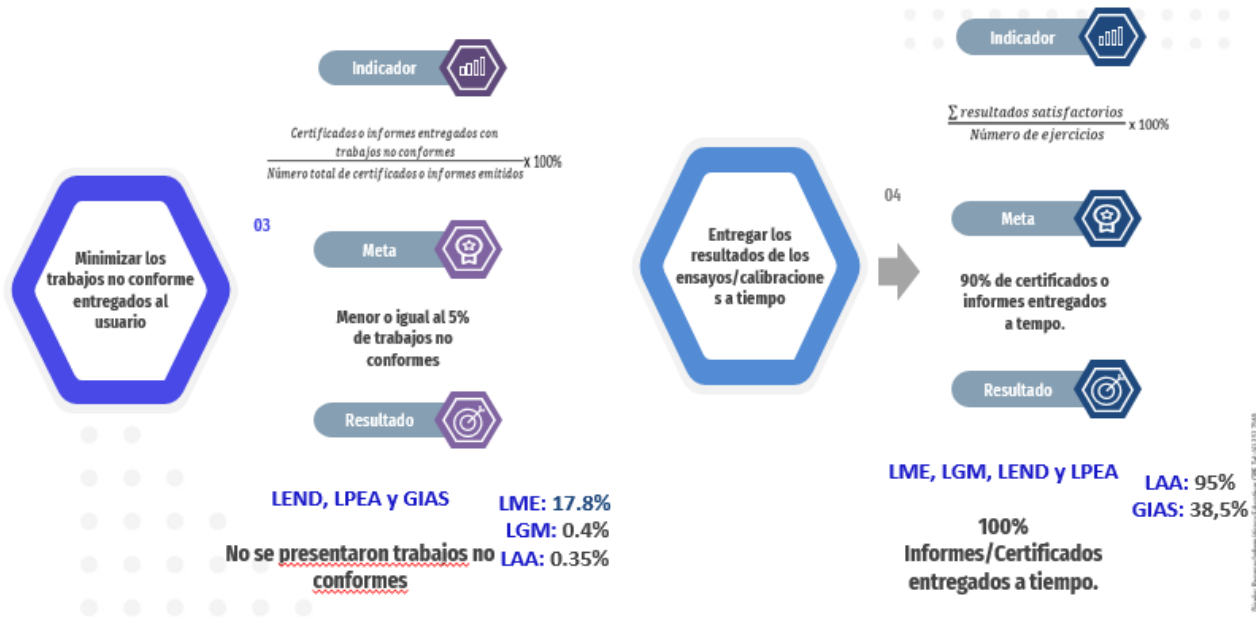 Minimizar los
trabajos no conforme
entregados al
usuario
03
Indicador
Certificados o informes entregados con
trabajos no conformes
Número total de certificados o informes emitidos
x 100%
Meta
Menor o igual al 5%
de trabajos no
conformes
Resultado
LEND, LPEA y GIAS
No se presentaron trabajos no
conformes
LME: 17.8%
LGM: 0.4%
LAA: 0.35%
Entregar los
resultados de los
ensayos/calibracione
s a tiempo
04
Indicador
∑ resultados satisfactorios
Número de ejercicios
x 100%
Meta
90% de certificados o
informes entregados
a tempo.
Resultado
LME, LGM, LEND y LPEA
100%
Informes/Certificados
entregados a tiempo.
LAA: 95%
GIAS: 38,5%